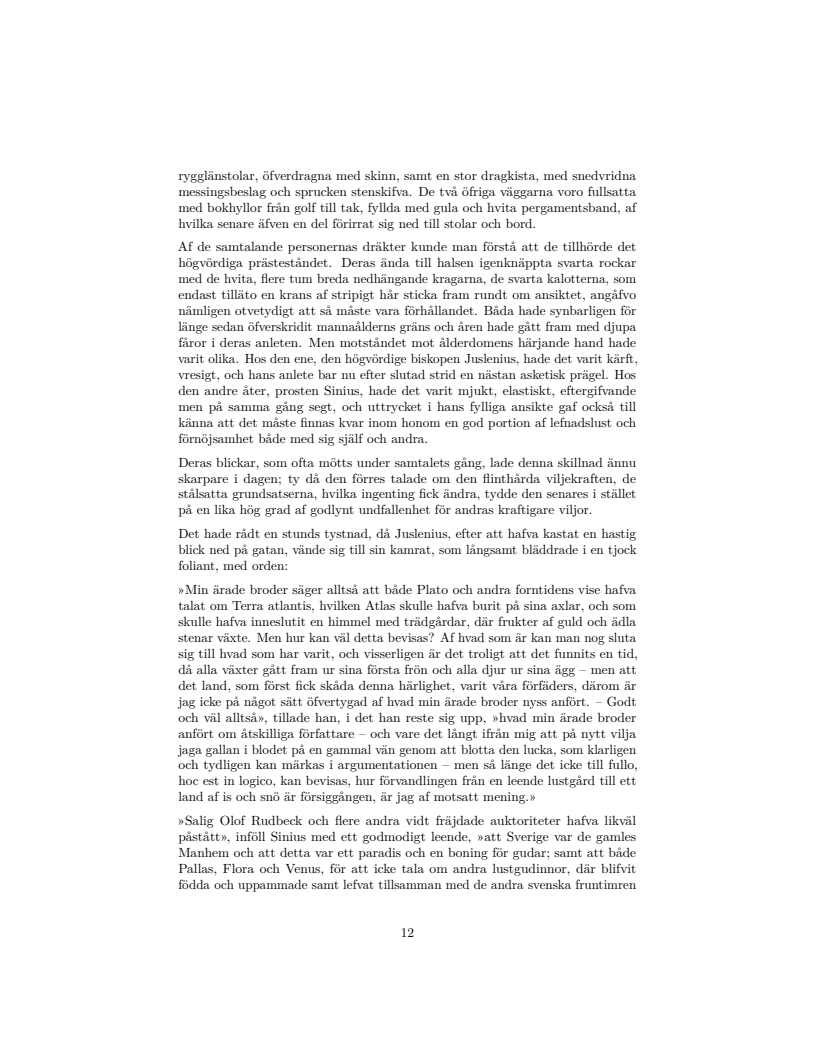 rygglänstolar, öfverdragna med skinn, samt en stor dragkista, med snedvridna
messingsbeslag och sprucken stenskifva. De två öfriga väggarna voro fullsatta
med bokhyllor från golf till tak, fyllda med gula och hvita pergamentsband, af
hvilka senare äfven en del förirrat sig ned till stolar och bord.
Af de samtalande personernas dräkter kunde man förstå att de tillhörde det
högvördiga prästeståndet. Deras ända till halsen igenknäppta svarta rockar
med de hvita, flere tum breda nedhängande kragarna, de svarta kalotterna, som
endast tilläto en krans af stripigt hår sticka fram rundt om ansiktet, angåfvo
nämligen otvetydigt att så måste vara förhållandet. Båda hade synbarligen för
länge sedan öfverskridit mannaålderns gräns och åren hade gått fram med djupa
fåror i deras anleten. Men motståndet mot ålderdomens härjande hand hade
varit olika. Hos den ene, den högvördige biskopen Juslenius, hade det varit kärft,
vresigt, och hans anlete bar nu efter slutad strid en nästan asketisk prägel. Hos
den andre åter, prosten Sinius, hade det varit mjukt, elastiskt, eftergifvande
men på samma gång segt, och uttrycket i hans fylliga ansikte gaf också till
känna att det måste finnas kvar inom honom en god portion af lefnadslust och
förnöjsamhet både med sig själf och andra.
Deras blickar, som ofta mötts under samtalets gång, lade denna skillnad ännu
skarpare i dagen; ty då den förres talade om den flinthårda viljekraften, de
stålsatta grundsatserna, hvilka ingenting fick ändra, tydde den senares i stället
på en lika hög grad af godlynt undfallenhet för andras kraftigare viljor.
Det hade rådt en stunds tystnad, då Juslenius, efter att hafva kastat en hastig
blick ned på gatan, vände sig till sin kamrat, som långsamt bläddrade i en tjock
foliant, med orden:
»Min ärade broder säger alltså att både Plato och andra forntidens vise hafva
talat om Terra atlantis, hvilken Atlas skulle hafva burit på sina axlar, och som
skulle hafva inneslutit en himmel med trädgårdar, där frukter af guld och ädla
stenar växte. Men hur kan väl detta bevisas? Af hvad som är kan man nog sluta
sig till hvad som har varit, och visserligen är det troligt att det funnits en tid,
då alla växter gått fram ur sina första frön och alla djur ur sina ägg – men att
det land, som först fick skåda denna härlighet, varit våra förfäders, därom är
jag icke på något sätt öfvertygad af hvad min ärade broder nyss anfört. – Godt
och väl alltså», tillade han, i det han reste sig upp, »hvad min ärade broder
anfört om åtskilliga författare – och vare det långt ifrån mig att på nytt vilja
jaga gallan i blodet på en gammal vän genom att blotta den lucka, som klarligen
och tydligen kan märkas i argumentationen – men så länge det icke till fullo,
hoc est in logico, kan bevisas, hur förvandlingen från en leende lustgård till ett
land af is och snö är försiggången, är jag af motsatt mening.»
»Salig Olof Rudbeck och flere andra vidt fräjdade auktoriteter hafva likväl
påstått», inföll Sinius med ett godmodigt leende, »att Sverige var de gamles
Manhem och att detta var ett paradis och en boning för gudar; samt att både
Pallas, Flora och Venus, för att icke tala om andra lustgudinnor, där blifvit
födda och uppammade samt lefvat tillsamman med de andra svenska fruntimren
12